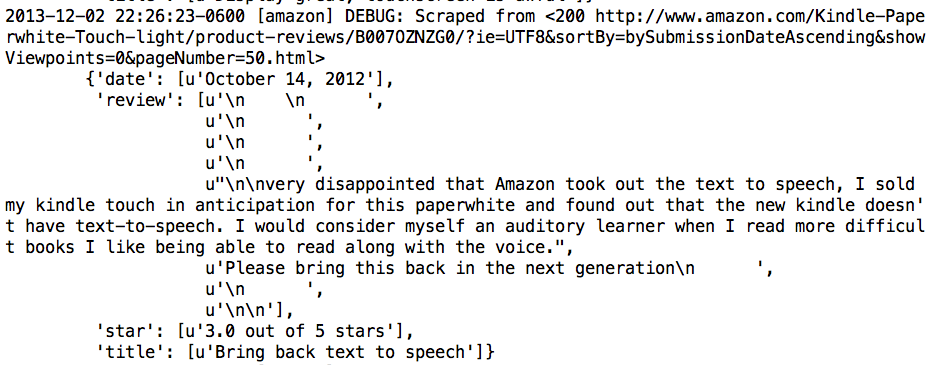 2013-12-02 22:26:23-0600 [amazon] DEBUG: Scraped from <200 http://www.amazon.com/Kindle-Pape
rwhite-Touch-light/product-reviews/B007OZNZG0/?ie=UTF8&sortBy=bySubmissionDateAscending&show
Viewpoints=0&pageNumber=50.html>
{'date': [u'October 14, 2012'],
'review': [u'\n    \n      ',
u'\n      ',
u'\n      ',
u'\n      ',
u"\n\nvery disappointed that Amazon took out the text to speech, I sold
my kindle touch in anticipation for this paperwhite and found out that the new kindle doesn'
t have text-to-speech. I would consider myself an auditory learner when I read more difficul
t books I like being able to read along with the voice.",
u'Please bring this back in the next generation\n      ',
u'\n      ',
u'\n\n'],
'star': [u'3.0 out of 5 stars'],
'title': [u'Bring back text to speech']}